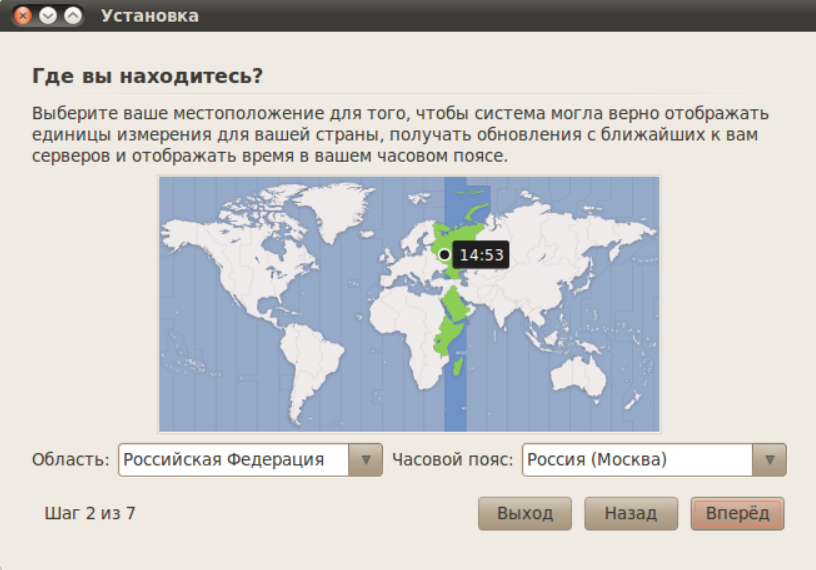 Установка
Где вы находитесь?
Выберите ваше местоположение для того, чтобы система могла верно отображать
единицы измерения для вашей страны, получать обновления с ближайших к вам
серверов и отображать время в вашем часовом поясе.
14:53
Область: Российская Федерация Часовой пояс: Россия (Москва)
Шаг 2 из 7 Выход Назад Вперёд